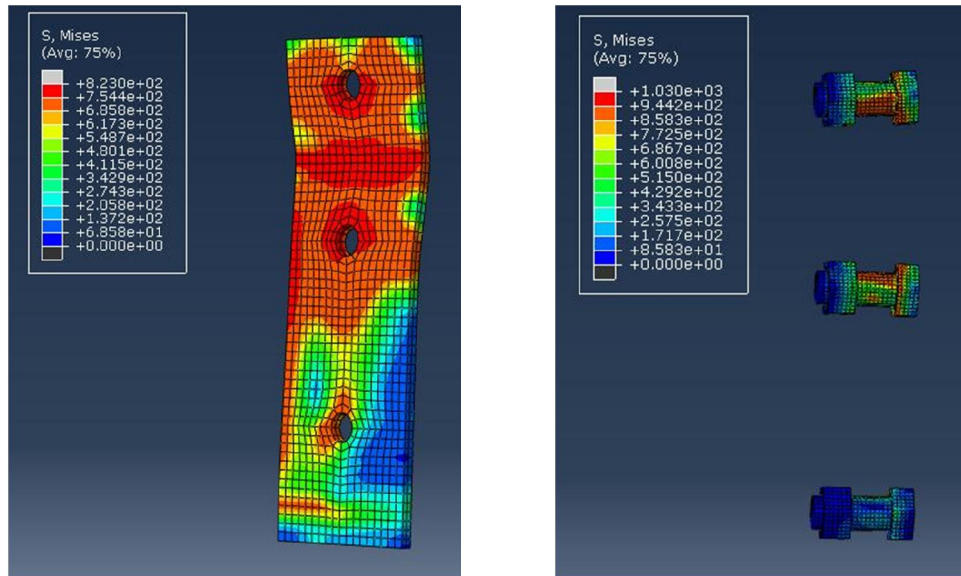 S, Mises
(Avg: 75%)
+8.230e+02
+7.544e+02
+6.858e+02
+6.173e+02
+5.487e+02
+4.801e+02
+4.115e+02
+3.429e+02
+2.743e+02
+2.058e+02
+1.372e+02
+6.858e+01
+0.000e+00
S, Mises
(Avg: 75%)
+1.030e+03
+9.442e+02
+8.583e+02
+7.725e+02
+6.867e+02
+6.008e+02
+5.150e+02
+4.292e+02
+3.433e+02
+2.575e+02
+1.717e+02
+8.583e+01
+0.000e+00